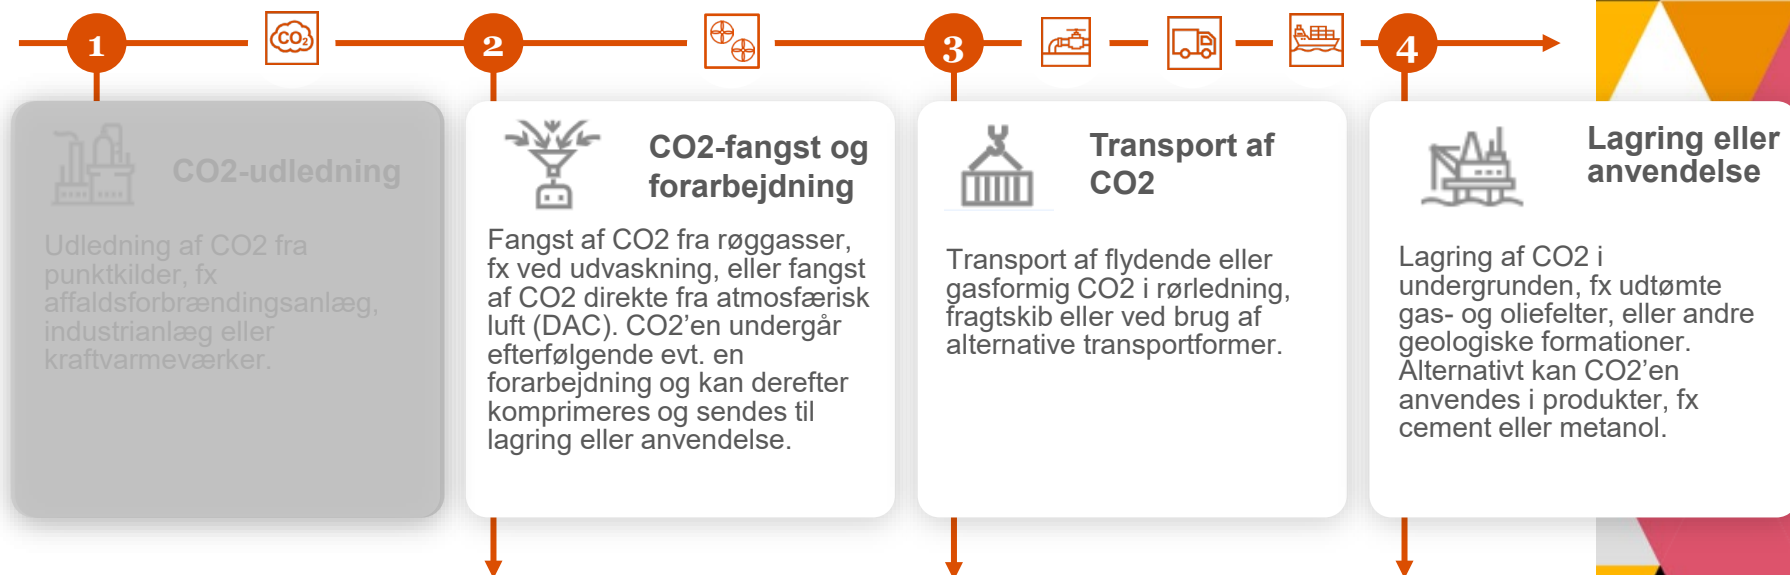 1
CO2
2
3
4
CO2-udledning
Udledning af CO2 fra
punktkilder, fx
affaldsforbrændingsanlæg,
industrianlæg eller
kraftvarmeværker.
CO2-fangst og
forarbejdning
Fangst af CO2 fra røggasser,
fx ved udvaskning, eller fangst
af CO2 direkte fra atmosfærisk
luft (DAC). CO2’en undergår
efterfølgende evt. en
forarbejdning og kan derefter
komprimeres og sendes til
lagring eller anvendelse.
Transport af
CO2
Transport af flydende eller
gasformig CO2 i rørledning,
fragtskib eller ved brug af
alternative transportformer.
Lagring eller
anvendelse
Lagring af CO2 i
undergrunden, fx udtømte
gas- og oliefelter, eller andre
geologiske formationer.
Alternativt kan CO2’en
anvendes i produkter, fx
cement eller metanol.